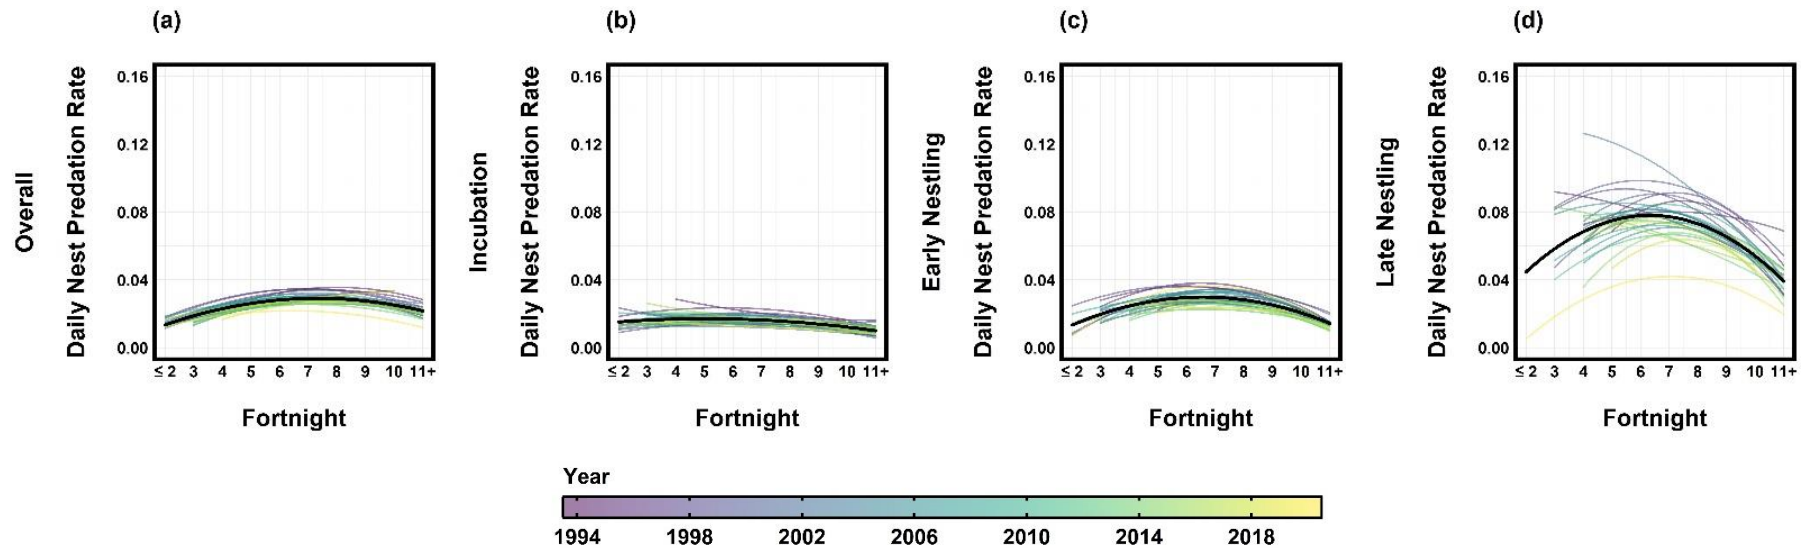 (a)
(b)
(c)
(d)
Overall
Daily Nest Predation Rate
0.16
0.12
0.08
0.04
0.00
≤ 2 3 4 5 6 7 8 9 10 11+
Fortnight
Incubation
Daily Nest Predation Rate
0.16
0.12
0.08
0.04
0.00
≤ 2 3 4 5 6 7 8 9 10 11+
Fortnight
Early Nestling
Daily Nest Predation Rate
0.16
0.12
0.08
0.04
0.00
≤ 2 3 4 5 6 7 8 9 10 11+
Fortnight
Late Nestling
Daily Nest Predation Rate
0.16
0.12
0.08
0.04
0.00
≤ 2 3 4 5 6 7 8 9 10 11+
Fortnight
Year
1994 1998 2002 2006 2010 2014 2018